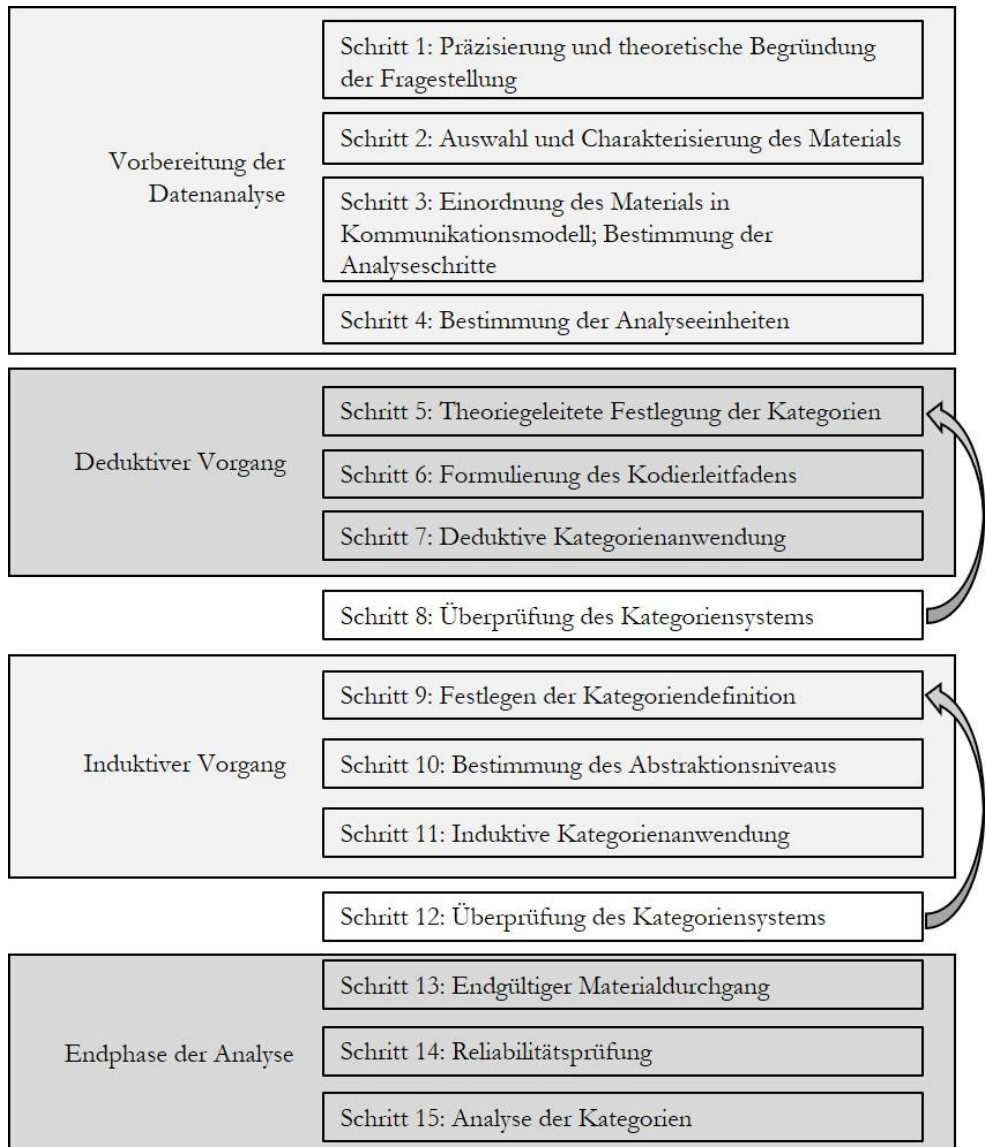 Vorbereitung der
Datenanalyse
Schritt 1: Präzisierung und theoretische Begründung
der Fragestellung
Schritt 2: Auswahl und Charakterisierung des Materials
Schritt 3: Einordnung des Materials in
Kommunikationsmodell; Bestimmung der
Analyseschritte
Schritt 4: Bestimmung der Analyseeinheiten
Deduktiver Vorgang
Schritt 5: Theoriegeleitete Festlegung der Kategorien
Schritt 6: Formulierung des Kodierleitfadens
Schritt 7: Deduktive Kategorienanwendung
Schritt 8: Überprüfung des Kategoriensystems
Induktiver Vorgang
Schritt 9: Festlegen der Kategoriendefinition
Schritt 10: Bestimmung des Abstraktionsniveaus
Schritt 11: Induktive Kategorienanwendung
Schritt 12: Überprüfung des Kategoriensystems
Endphase der Analyse
Schritt 13: Endgültiger Materialdurchgang
Schritt 14: Reliabilitätsprüfung
Schritt 15: Analyse der Kategorien